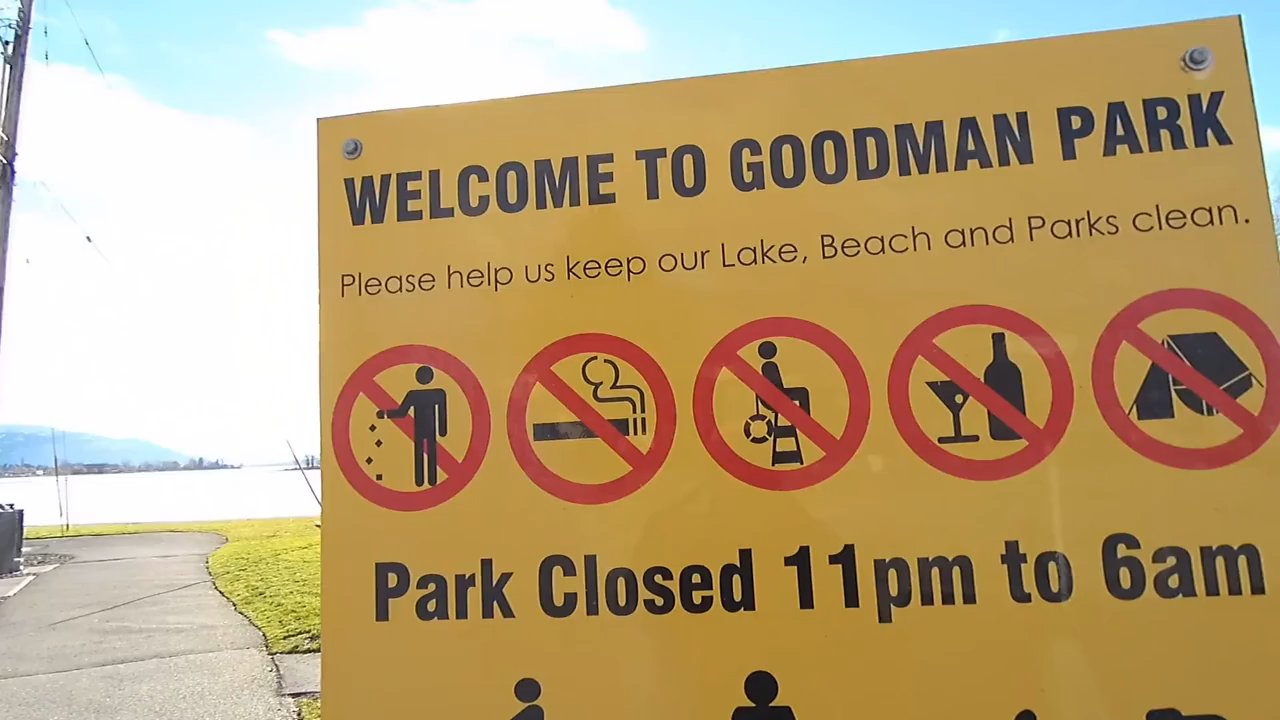 WELCOME TO GOODMAN PARK
Please help us keep our Lake, Beach and Parks clean.
Park Closed 11pm to 6am